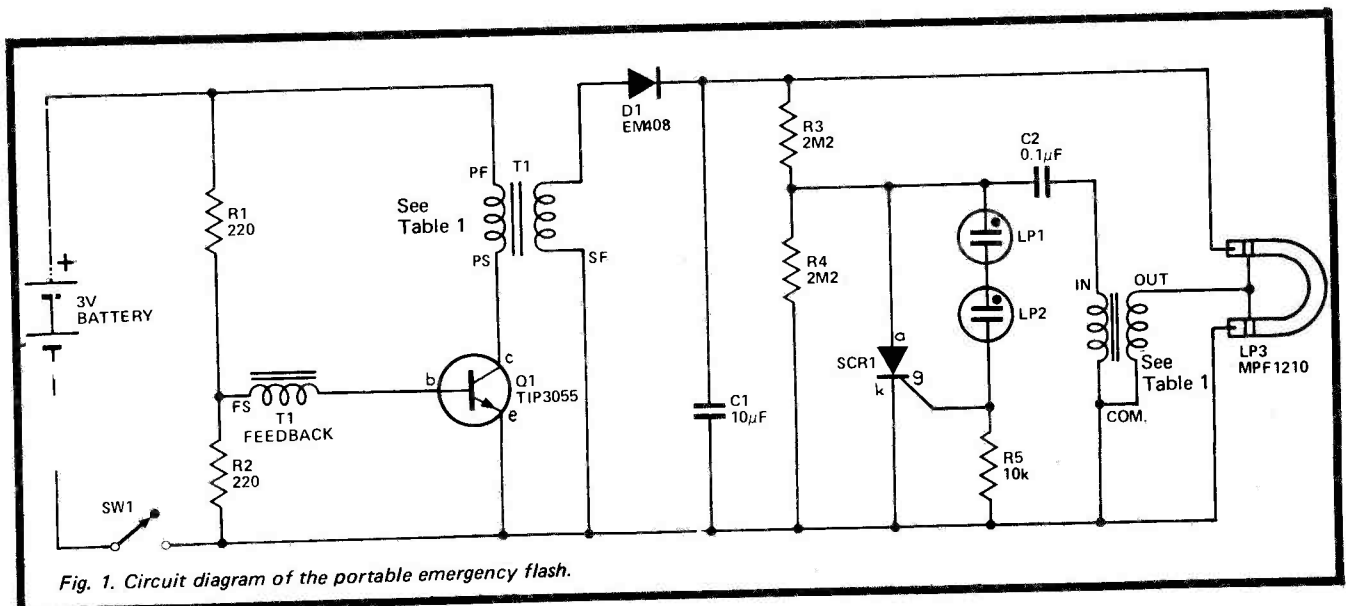 D1
EM408
R3
2M2
C2
0.1µF
PF
T1
See
Table 1
R1
220
LP1
PS
SF
R4
2M2
IN
OUT
+
3V
BATTERY
LP2
a
SCR1
g
k
See
Table 1
LP3
MPF1210
c
b
Q1
TIP3055
e
FS
T1
FEEDBACK
C1
10µF
COM.
R2
220
R5
10k
SW1
Fig. 1. Circuit diagram of the portable emergency flash.